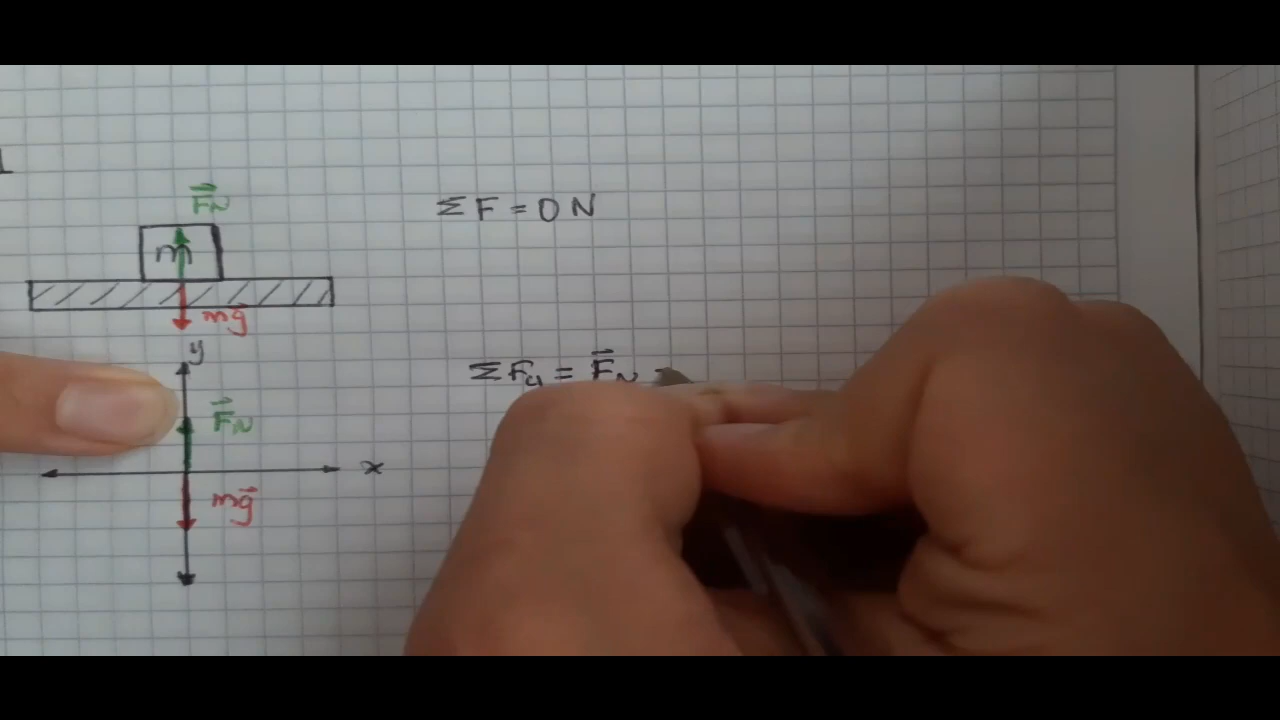 F⃗N
ΣF = 0 N
m
mg⃗
y
ΣFy = F⃗N -
F⃗N
x
mg⃗